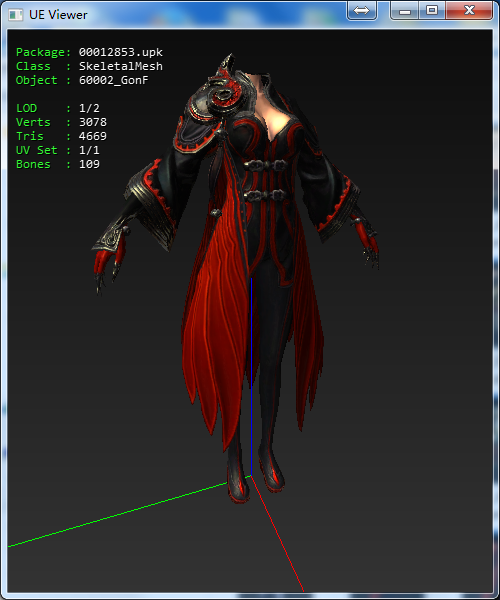 UE Viewer
Package: 00012853.upk
Class : SkeletalMesh
Object : 60002_GonF
LOD : 1/2
Verts : 3078
Tris : 4669
UV Set : 1/1
Bones : 109